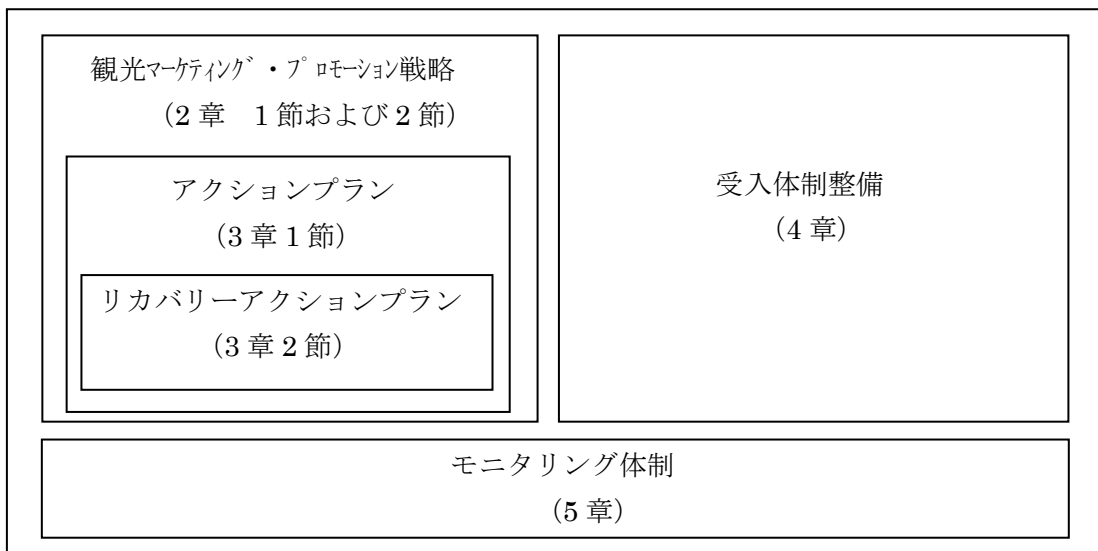 観光ﾏｰｹﾃｨﾝｸﾞ・ﾌﾟﾛﾓｰｼｮﾝ戦略
（2 章　1 節および 2 節）
アクションプラン
（3 章 1 節）
リカバリーアクションプラン
（3 章 2 節）
受入体制整備
（4 章）
モニタリング体制
（5 章）